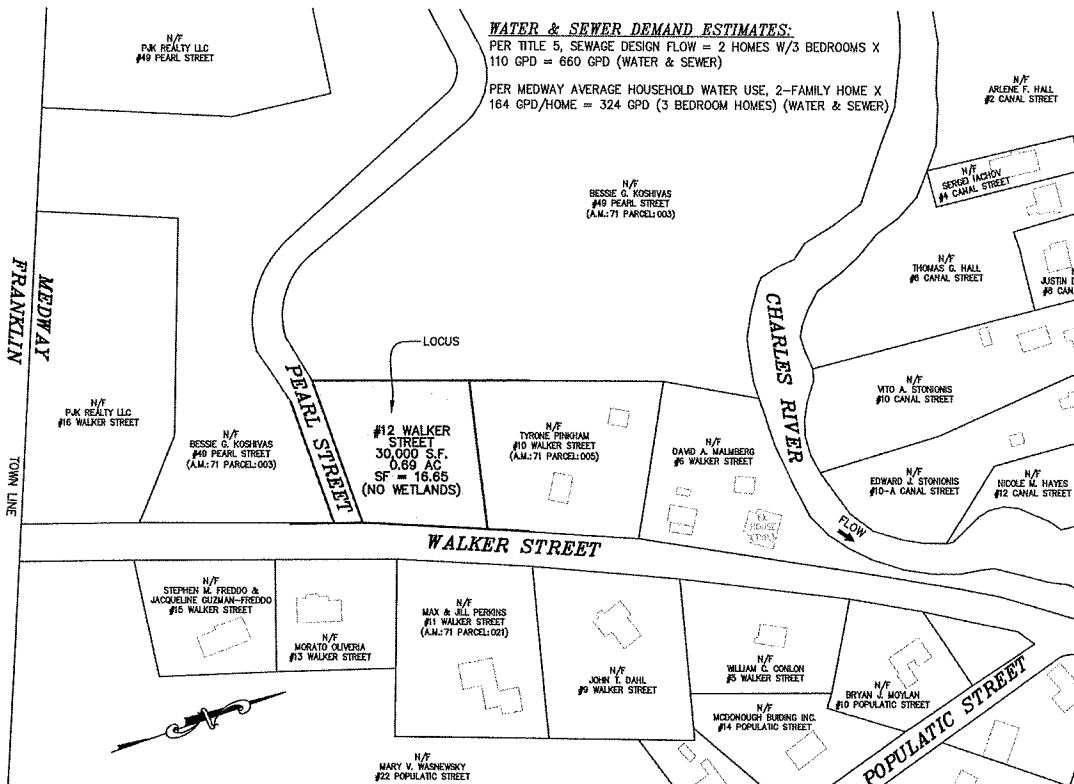 WATER & SEWER DEMAND ESTIMATES:
PER TITLE 5, SEWAGE DESIGN FLOW = 2 HOMES W/3 BEDROOMS X
110 GPD = 660 GPD (WATER & SEWER)
PER MEDWAY AVERAGE HOUSEHOLD WATER USE, 2-FAMILY HOME X
164 GPD/HOME = 324 GPD (3 BEDROOM HOMES) (WATER & SEWER)
N/F
PJK REALTY LLC
#49 PEARL STREET
N/F
ARLENE F. HALL
#2 CANAL STREET
N/F
SERGEI IACHOV
#4 CANAL STREET
N/F
BESSIE G. KOSHIVAS
#49 PEARL STREET
(A.M.:71 PARCEL:003)
N/F
THOMAS G. HALL
#6 CANAL STREET
JUSTIN
#8 CAN
MEDWAY
FRANKLIN
TOWN LINE
CHARLES RIVER
LOCUS
PEARL STREET
N/F
PJK REALTY LLC
#16 WALKER STREET
N/F
BESSIE G. KOSHIVAS
#49 PEARL STREET
(A.M.:71 PARCEL:003)
#12 WALKER
STREET
30,000 S.F.
0.69 AC
SF = 16.65
(NO WETLANDS)
N/F
TYRONE PINKHAM
#10 WALKER STREET
(A.M.:71 PARCEL:005)
N/F
DAVID A. MALMBERG
#6 WALKER STREET
EX.
HOUSE
(TYP.)
N/F
VITO A. STONIONIS
#10 CANAL STREET
N/F
EDWARD J. STONIONIS
#10-A CANAL STREET
N/F
NICOLE M. HAYES
#12 CANAL STREET
FLOW
WALKER STREET
N/F
STEPHEN M. FREDDO &
JACQUELINE GUZMAN-FREDDO
#15 WALKER STREET
N/F
MORATO OLIVERIA
#13 WALKER STREET
N/F
MAX & JILL PERKINS
#11 WALKER STREET
(A.M.:71 PARCEL:021)
N/F
JOHN T. DAHL
#9 WALKER STREET
N/F
WILLIAM C. CONLON
#5 WALKER STREET
N/F
BRYAN J. MOYLAN
#10 POPULATIC STREET
N/F
MCDONOUGH BUIDING INC.
#14 POPULATIC STREET
POPULATIC STREET
N/F
MARY V. WASNEWSKY
#22 POPULATIC STREET